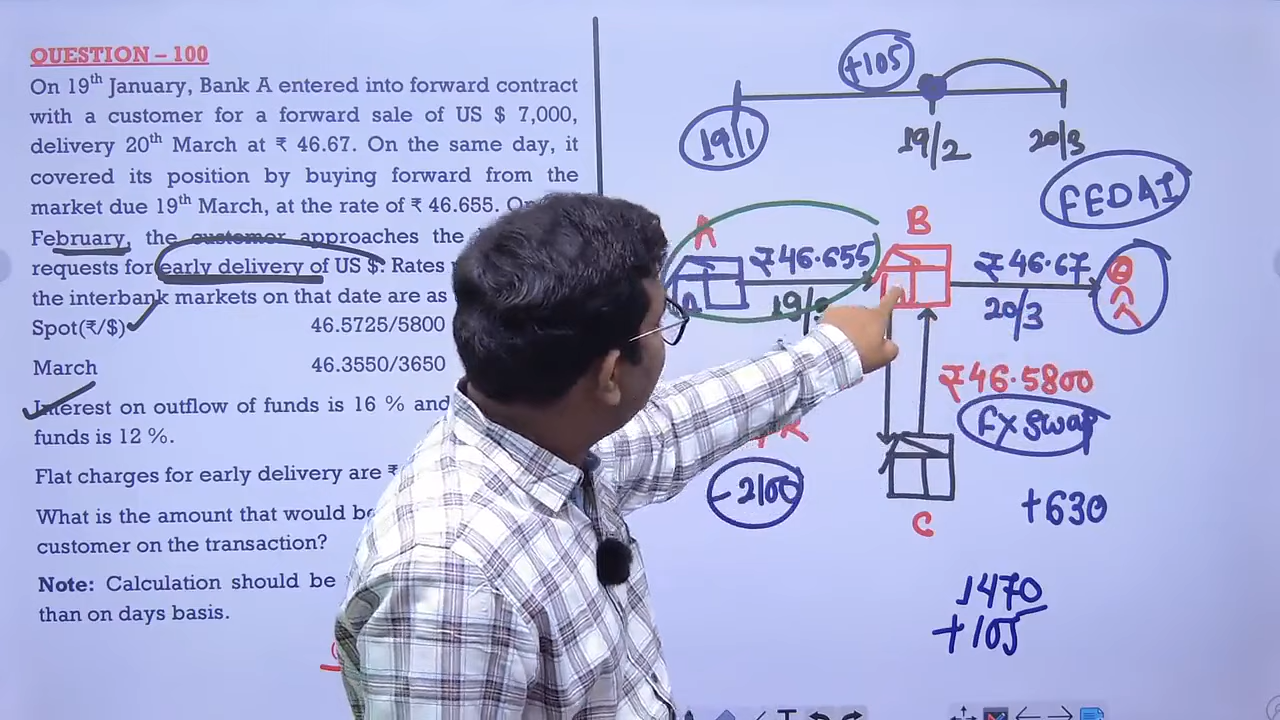 QUESTION – 100
On 19th January, Bank A entered into forward contract
with a customer for a forward sale of US $ 7,000,
delivery 20th March at ₹ 46.67. On the same day, it
covered its position by buying forward from the
market due 19th March, at the rate of ₹ 46.655.
February, the customer approaches the
requests for early delivery of US $. Rates
the interbank markets on that date are as
Spot(₹/$) 46.5725/5800
March 46.3550/3650
Interest on outflow of funds is 16 % and
funds is 12 %.
Flat charges for early delivery are
What is the amount that would
customer on the transaction?
Note: Calculation should be
than on days basis.
+105
19/1
19/2
20/3
FEDAI
A
₹46.655
B
₹46.67
20/3
₹46.5800
FX Swap
-2100
C
+630
1470
+105